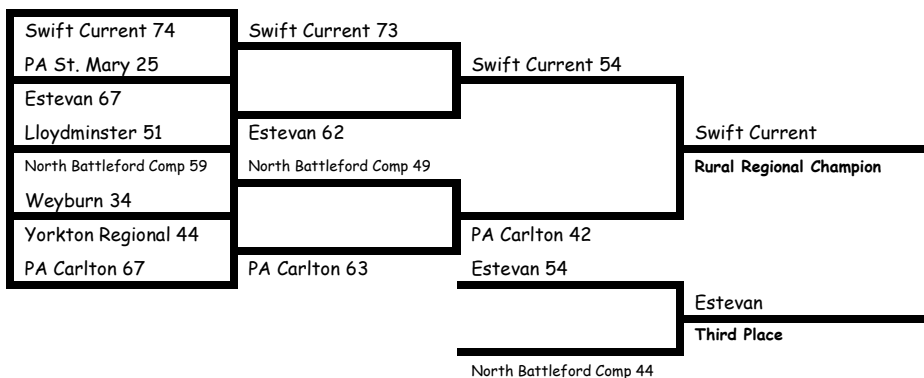 Swift Current 74
PA St. Mary 25
Estevan 67
Lloydminster 51
North Battleford Comp 59
Weyburn 34
Yorkton Regional 44
PA Carlton 67
Swift Current 73
Estevan 62
North Battleford Comp 49
PA Carlton 63
Swift Current 54
PA Carlton 42
Estevan 54
North Battleford Comp 44
Swift Current
Rural Regional Champion
Estevan
Third Place